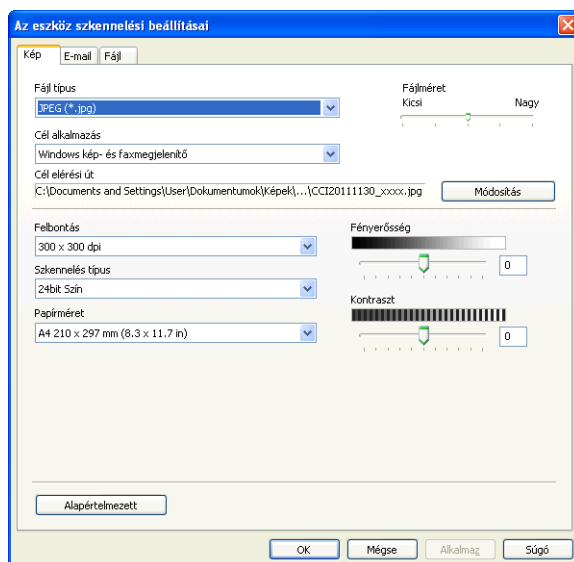 Az eszköz szkennelési beállításai
Kép E-mail Fájl
Fájl típus
JPEG (*.jpg)
Fájlméret
Kicsi Nagy
Cél alkalmazás
Windows kép- és faxmegjelenítő
Cél elérési út
C:\Documents and Settings\User\Dokumentumok\Képek\...\CCI20111130_xxxx.jpg
Módosítás
Felbontás
300 x 300 dpi
Szkennelés típus
24bit Szín
Papírméret
A4 210 x 297 mm (8.3 x 11.7 in)
Fényerősség
0
Kontraszt
0
Alapértelmezett
OK Mégse Alkalmaz Súgó